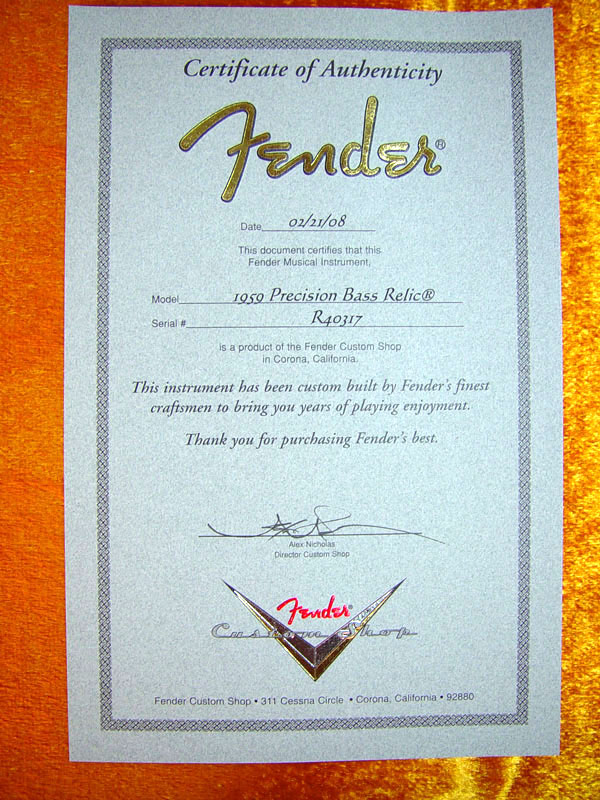 Certificate of Authenticity
Fender®
Date 02/21/08
This document certifies that this
Fender Musical Instrument,
Model 1959 Precision Bass Relic®
Serial # R40317
is a product of the Fender Custom Shop
in Corona, California.
This instrument has been custom built by Fender's finest
craftsmen to bring you years of playing enjoyment.
Thank you for purchasing Fender's best.
Alex Nicholas
Director Custom Shop
Fender®
Custom Shop
Fender Custom Shop • 311 Cessna Circle • Corona, California • 92880